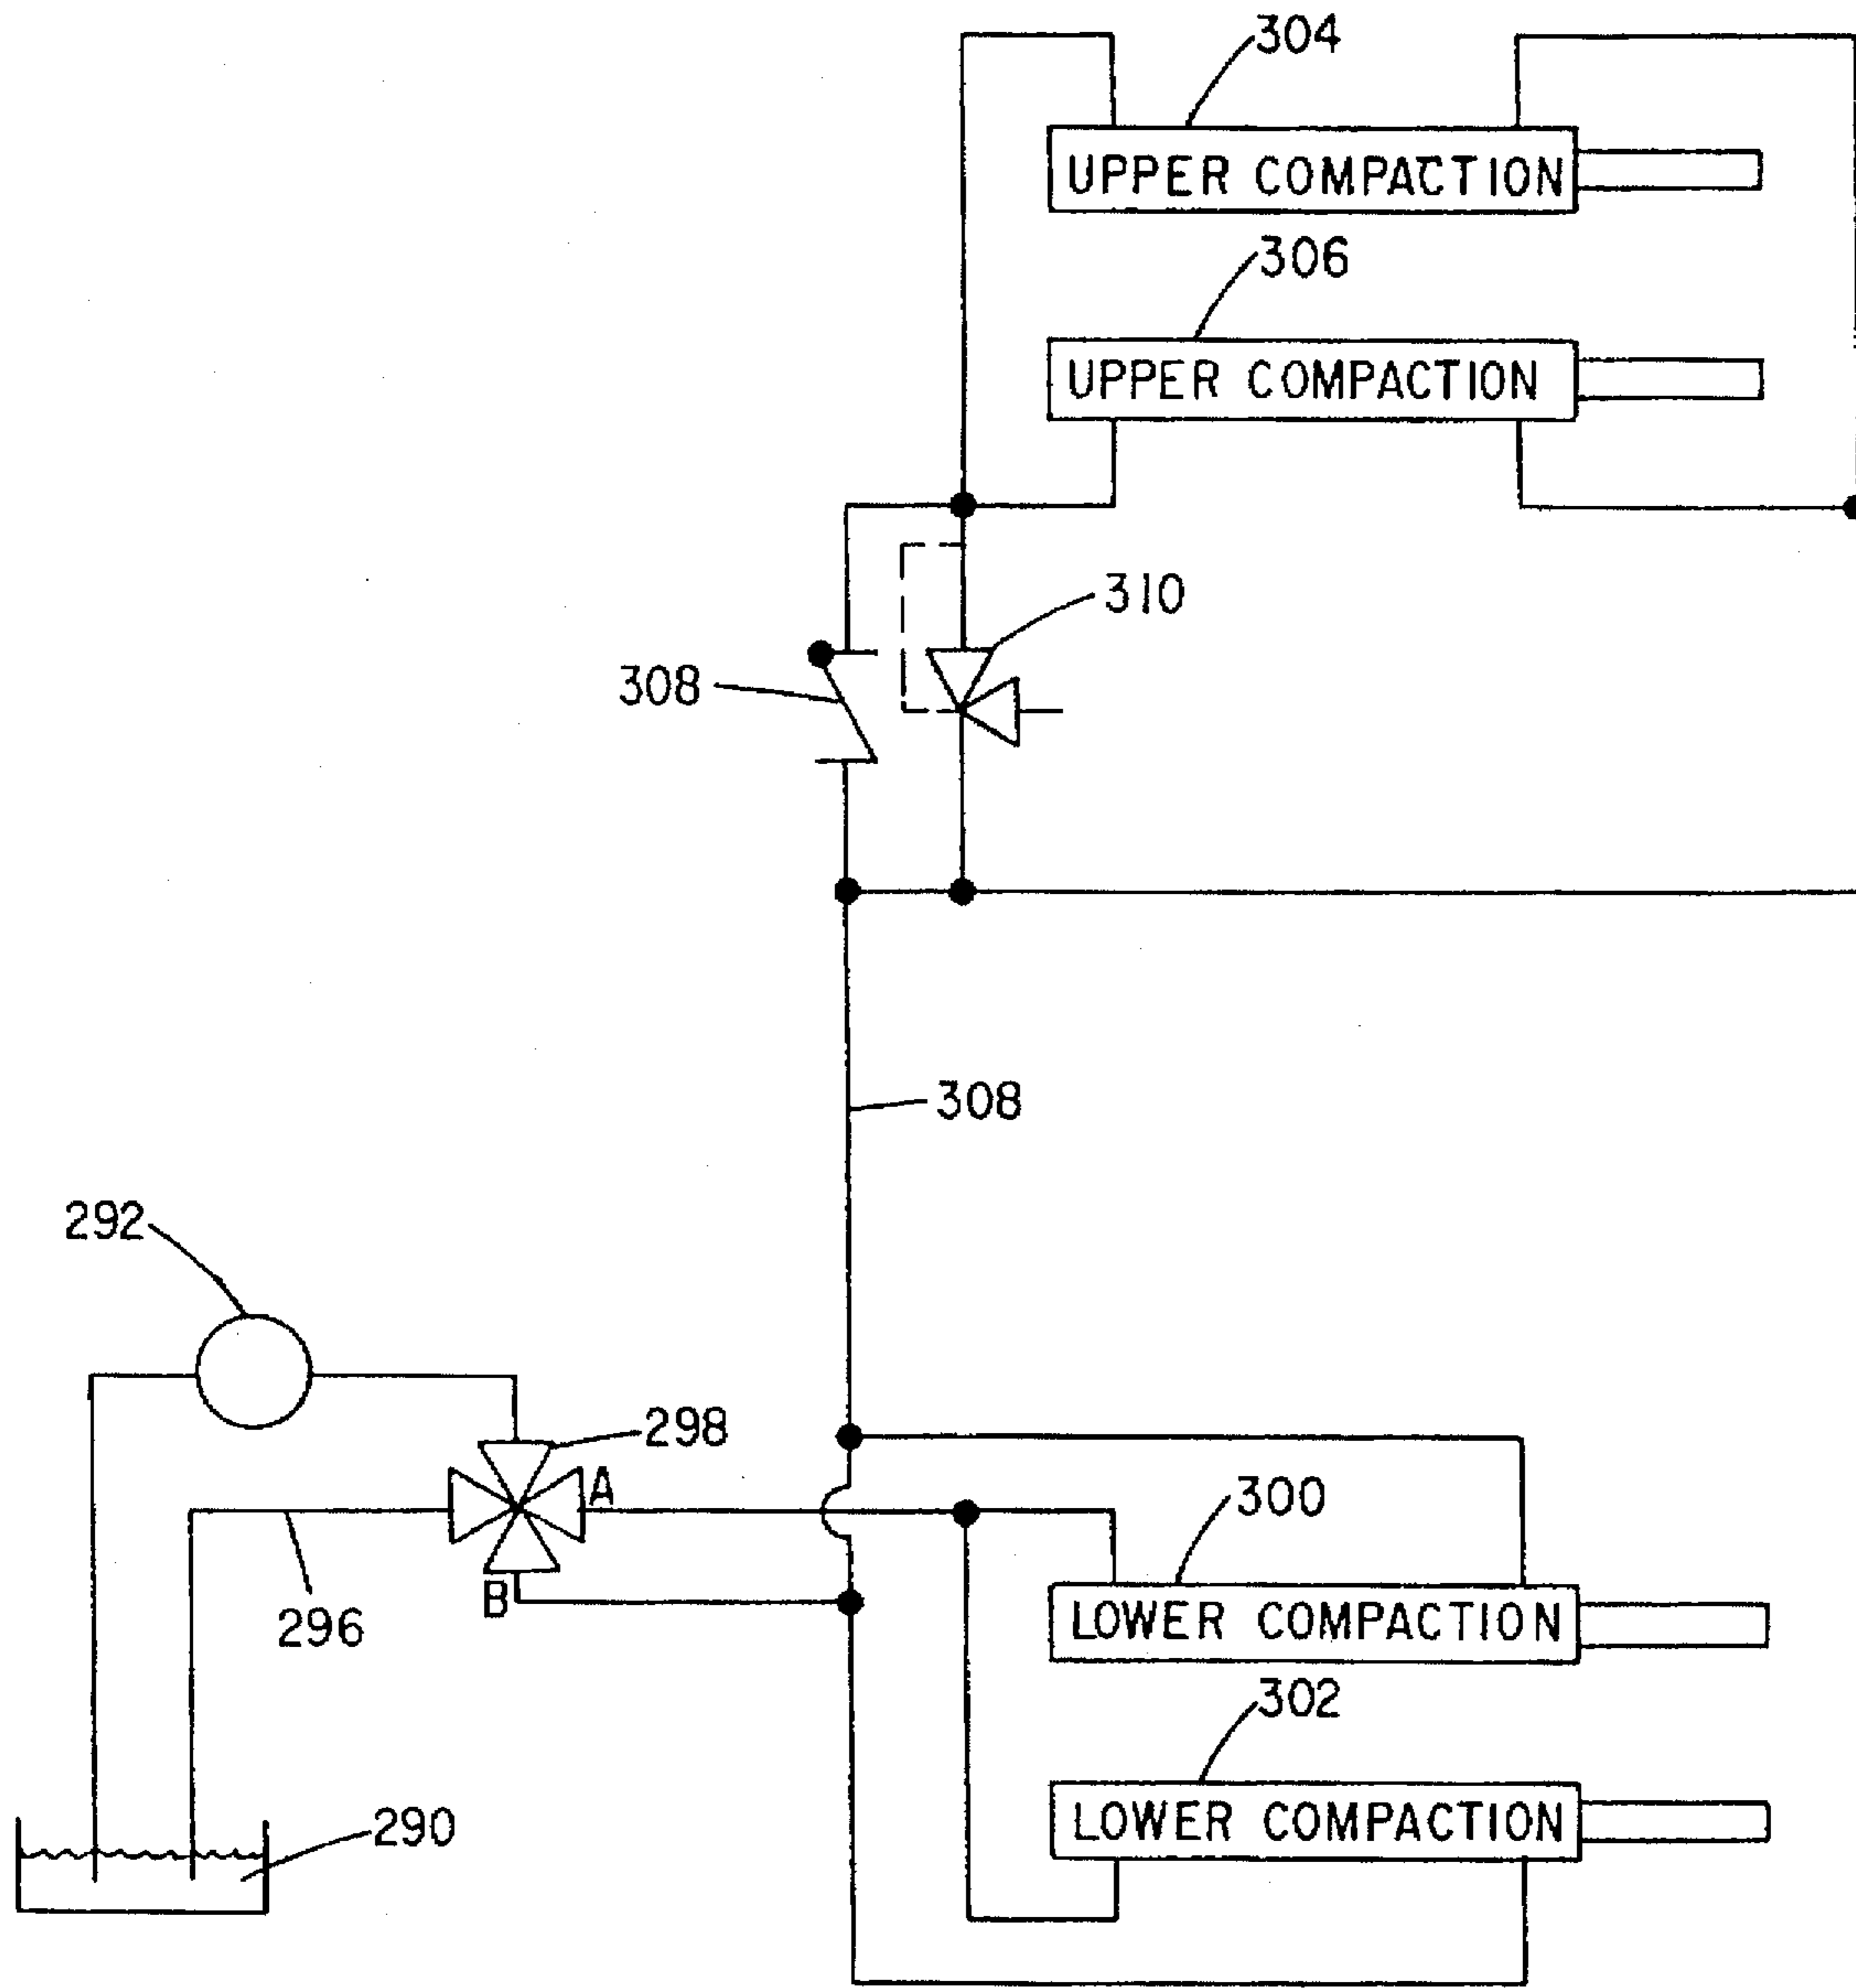 304
UPPER COMPACTION
306
UPPER COMPACTION
310
308
308
292
298
A
300
B
LOWER COMPACTION
296
302
290
LOWER COMPACTION